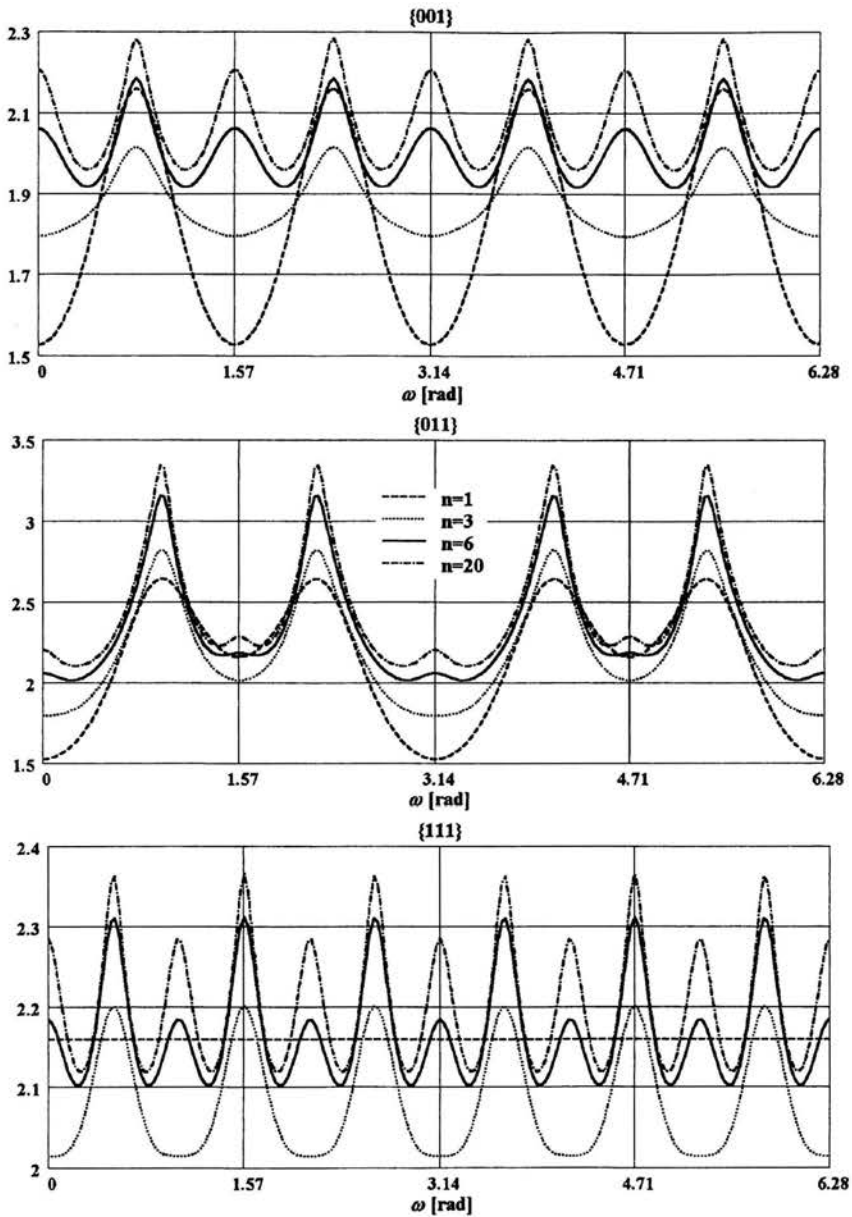 {001}
2.3
2.1
1.9
1.7
1.5
0 1.57 3.14 4.71 6.28
ω [rad]
{011}
3.5
3
2.5
2
1.5
n=1
n=3
n=6
n=20
0 1.57 3.14 4.71 6.28
ω [rad]
{111}
2.4
2.3
2.2
2.1
2
0 1.57 3.14 4.71 6.28
ω [rad]